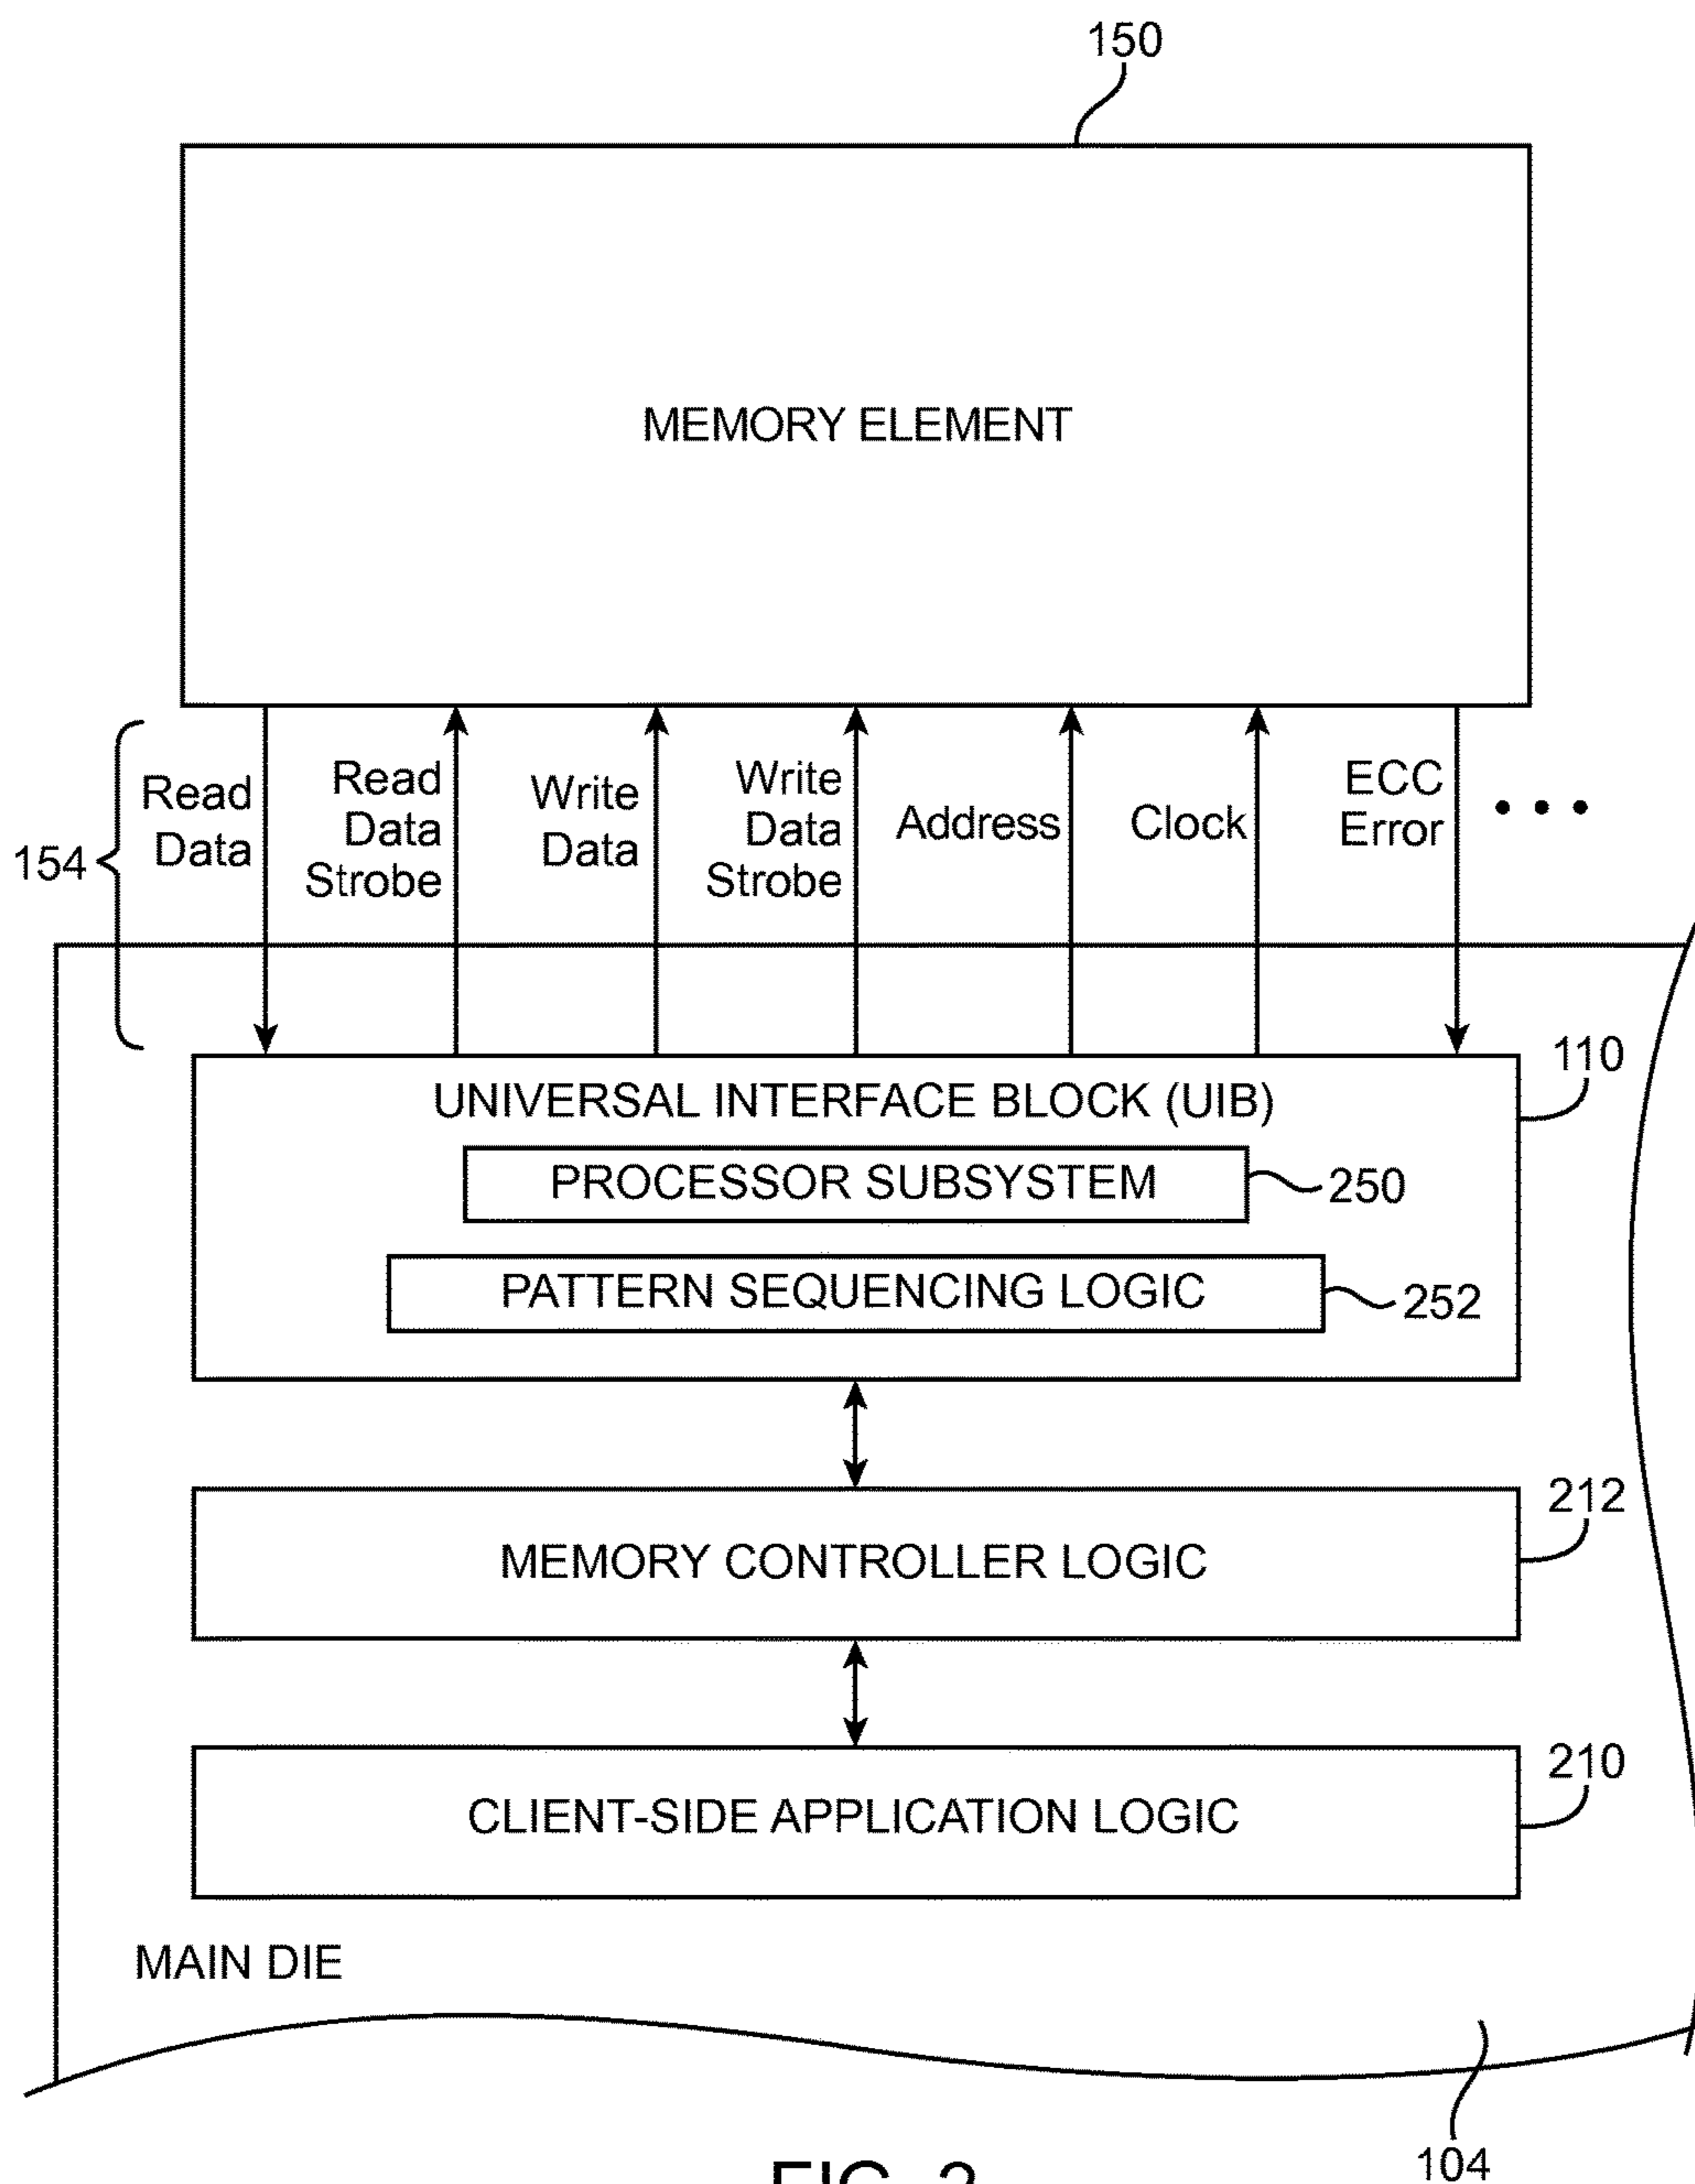 150
MEMORY ELEMENT
154
Read
Data
Read
Data
Strobe
Write
Data
Write
Data
Strobe
Address
Clock
ECC
Error
110
UNIVERSAL INTERFACE BLOCK (UIB)
PROCESSOR SUBSYSTEM
250
PATTERN SEQUENCING LOGIC
252
212
MEMORY CONTROLLER LOGIC
210
CLIENT-SIDE APPLICATION LOGIC
MAIN DIE
104